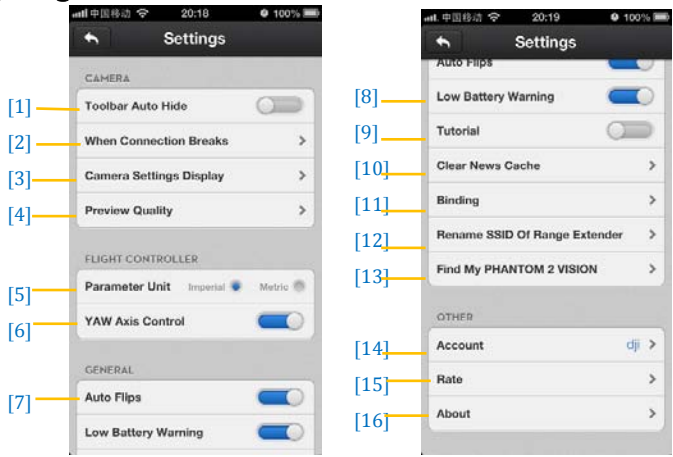 中国移动 20:18 100%
Settings
CAMERA
[1] Toolbar Auto Hide
[2] When Connection Breaks
[3] Camera Settings Display
[4] Preview Quality
FLIGHT CONTROLLER
[5] Parameter Unit Imperial Metric
[6] YAW Axis Control
GENERAL
[7] Auto Flips
Low Battery Warning
中国移动 20:19 100%
Settings
Auto Flips
[8] Low Battery Warning
[9] Tutorial
[10] Clear News Cache
[11] Binding
[12] Rename SSID Of Range Extender
[13] Find My PHANTOM 2 VISION
OTHER
[14] Account dji
[15] Rate
[16] About